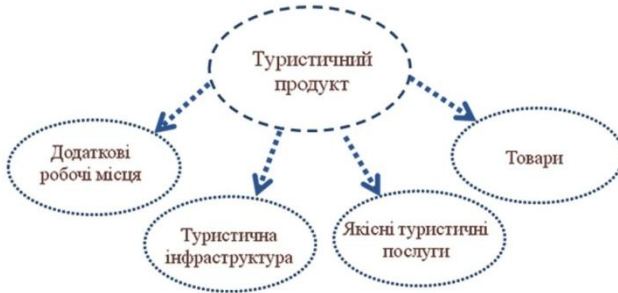 Туристичний
продукт
Додаткові
робочі місця
Туристична
інфраструктура
Якісні туристичні
послуги
Товари